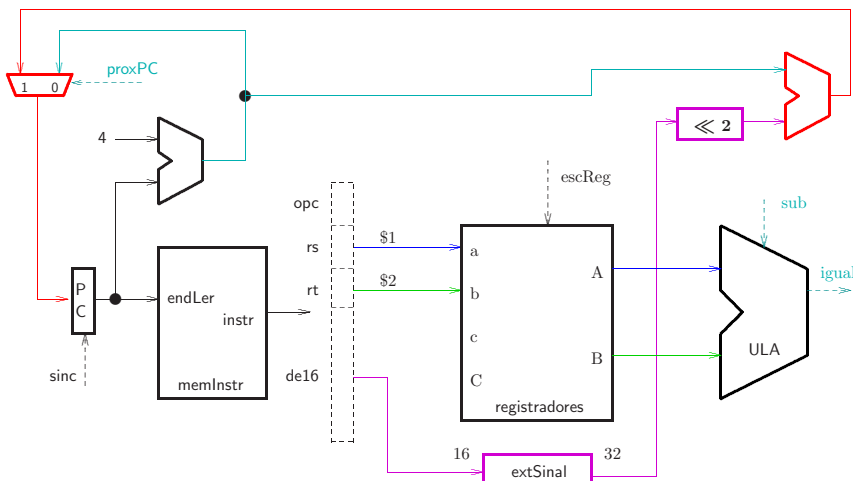 proxPC
1 0
≪ 2
4
escReg
opc
sub
$1
rs
a
A
igual
$2
rt
b
P
C
endLer
instr
c
ULA
B
sinc
memInstr
de16
C
registradores
16
32
extSinal